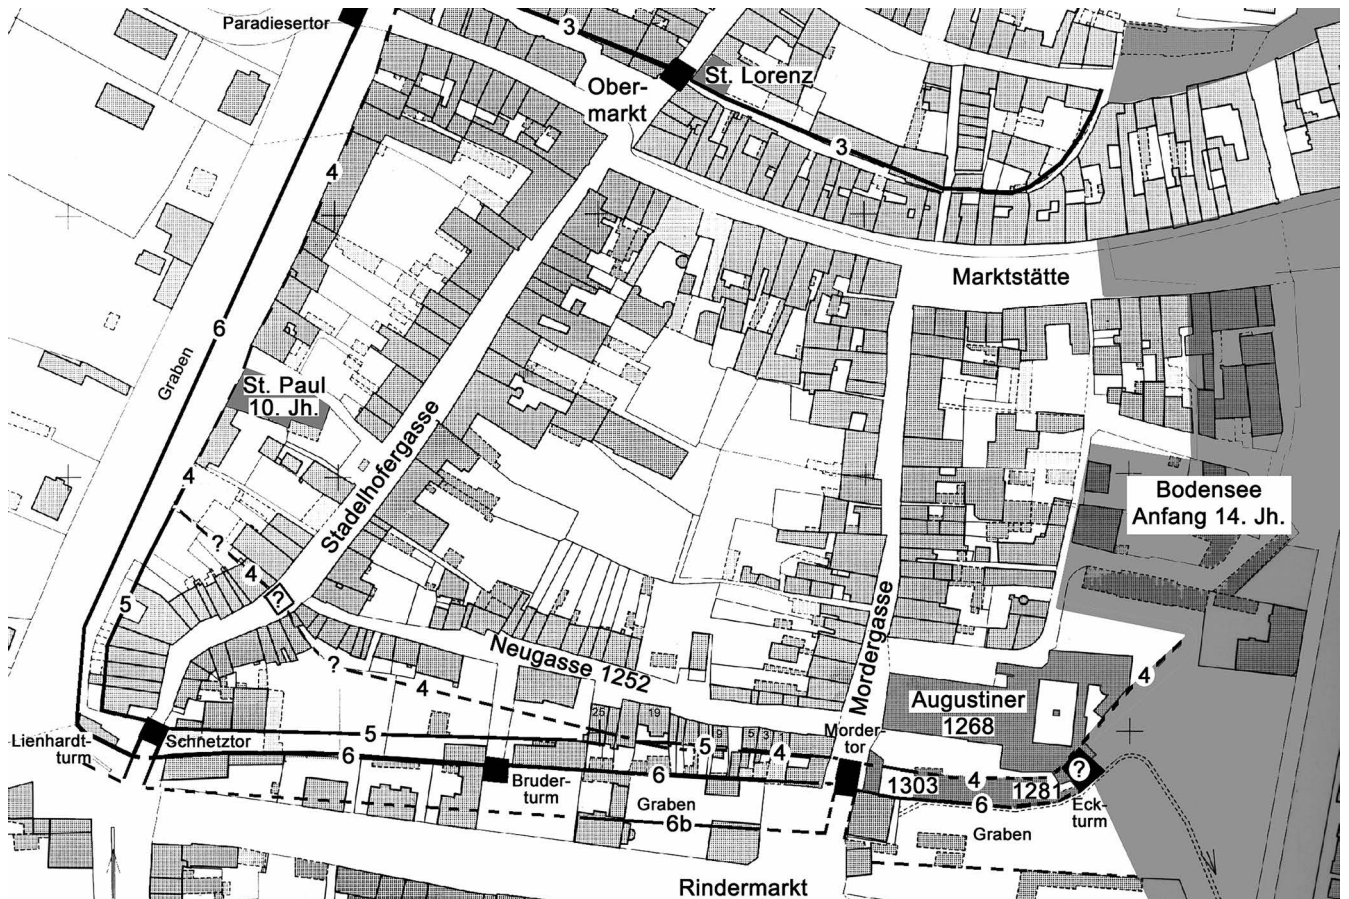 Paradiesertor
3
St. Lorenz
Ober-
markt
3
4
Marktstätte
6
Graben
St. Paul
10. Jh.
Stadelhofergasse
4
Bodensee
Anfang 14. Jh.
?
4
?
5
Mordergasse
Neugasse 1252
?
4
4
Augustiner
1268
25
19
9
5
3
1
Lienhardt-
turm
Schnetztor
5
5
4
Morder-
tor
6
6
Bruder-
turm
Graben
6b
1303
4
1281
?
6
Eck-
turm
Graben
Rindermarkt